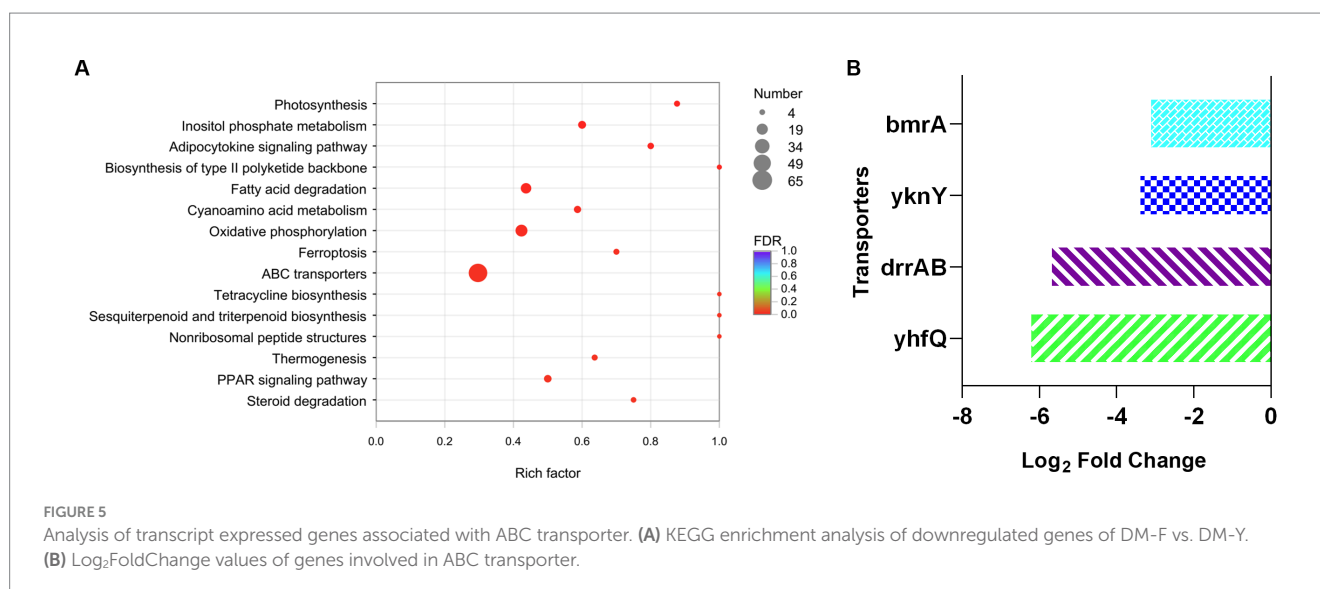 A
Photosynthesis
Inositol phosphate metabolism
Adipocytokine signaling pathway
Biosynthesis of type II polyketide backbone
Fatty acid degradation
Cyanoamino acid metabolism
Oxidative phosphorylation
Ferroptosis
ABC transporters
Tetracycline biosynthesis
Sesquiterpenoid and triterpenoid biosynthesis
Nonribosomal peptide structures
Thermogenesis
PPAR signaling pathway
Steroid degradation
0.0 0.2 0.4 0.6 0.8 1.0
Rich factor
Number
4
19
34
49
65
FDR
1.0
0.8
0.6
0.4
0.2
0.0
B
Transporters
bmrA
yknY
drrAB
yhfQ
-8 -6 -4 -2 0
Log₂ Fold Change
FIGURE 5
Analysis of transcript expressed genes associated with ABC transporter. (A) KEGG enrichment analysis of downregulated genes of DM-F vs. DM-Y.
(B) Log₂FoldChange values of genes involved in ABC transporter.